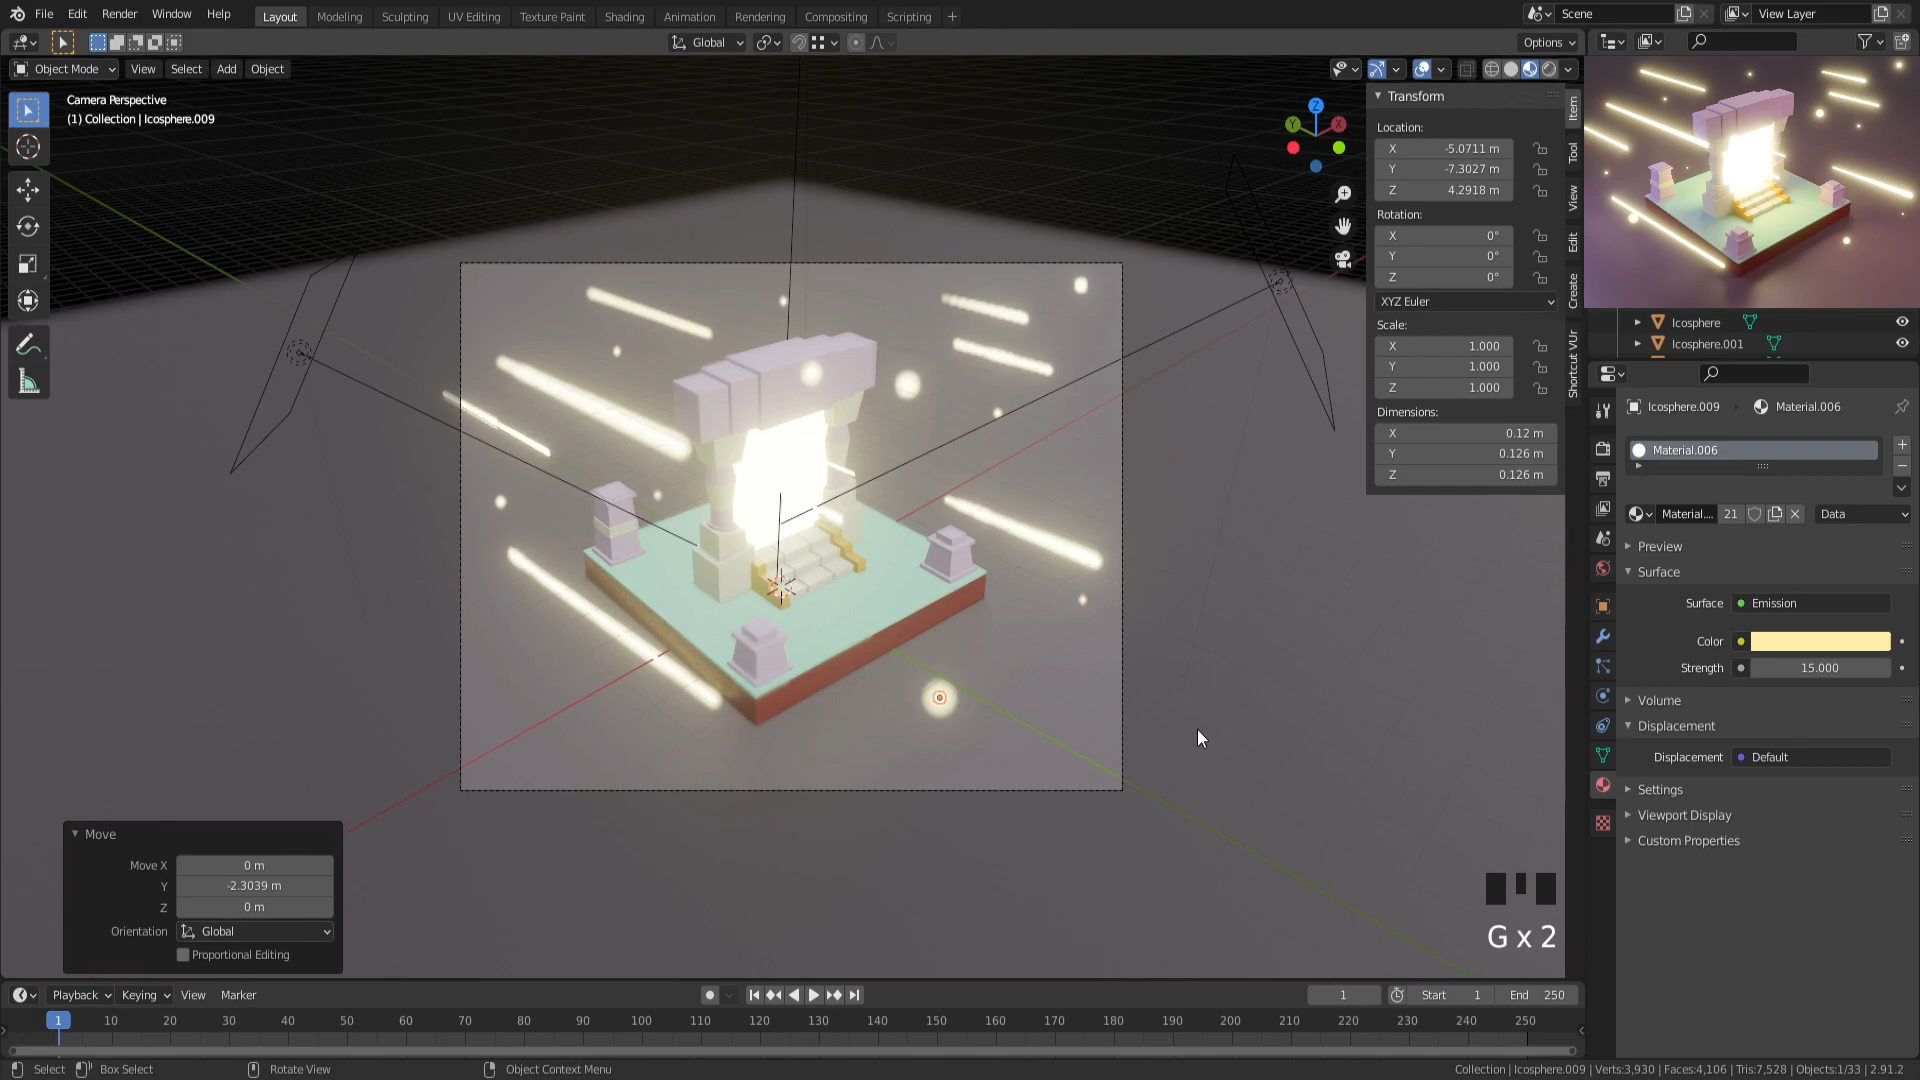 File Edit Render Window Help Layout Modeling Sculpting UV Editing Texture Paint Shading Animation Rendering Compositing Scripting + Scene View Layer
Global Options
Object Mode View Select Add Object
Camera Perspective
(1) Collection | Icosphere.009
Z
Y
X
Transform
Location:
X -5.0711 m
Y -7.3027 m
Z 4.2918 m
Rotation:
X 0°
Y 0°
Z 0°
XYZ Euler
Scale:
X 1.000
Y 1.000
Z 1.000
Dimensions:
X 0.12 m
Y 0.126 m
Z 0.126 m
Item
Tool
View
Edit
Create
Shortcut VUr
Icosphere
Icosphere.001
Icosphere.009 Material.006
Material.006
Material.... 21 Data
Preview
Surface
Surface Emission
Color
Strength 15.000
Volume
Displacement
Displacement Default
Settings
Viewport Display
Custom Properties
Move
Move X 0 m
Y -2.3039 m
Z 0 m
Orientation Global
Proportional Editing
G x 2
Playback Keying View Marker 1 Start 1 End 250
1 10 20 30 40 50 60 70 80 90 100 110 120 130 140 150 160 170 180 190 200 210 220 230 240 250
Select Box Select Rotate View Object Context Menu Collection | Icosphere.009 | Verts:3,930 | Faces:4,106 | Tris:7,528 | Objects:1/33 | 2.91.2